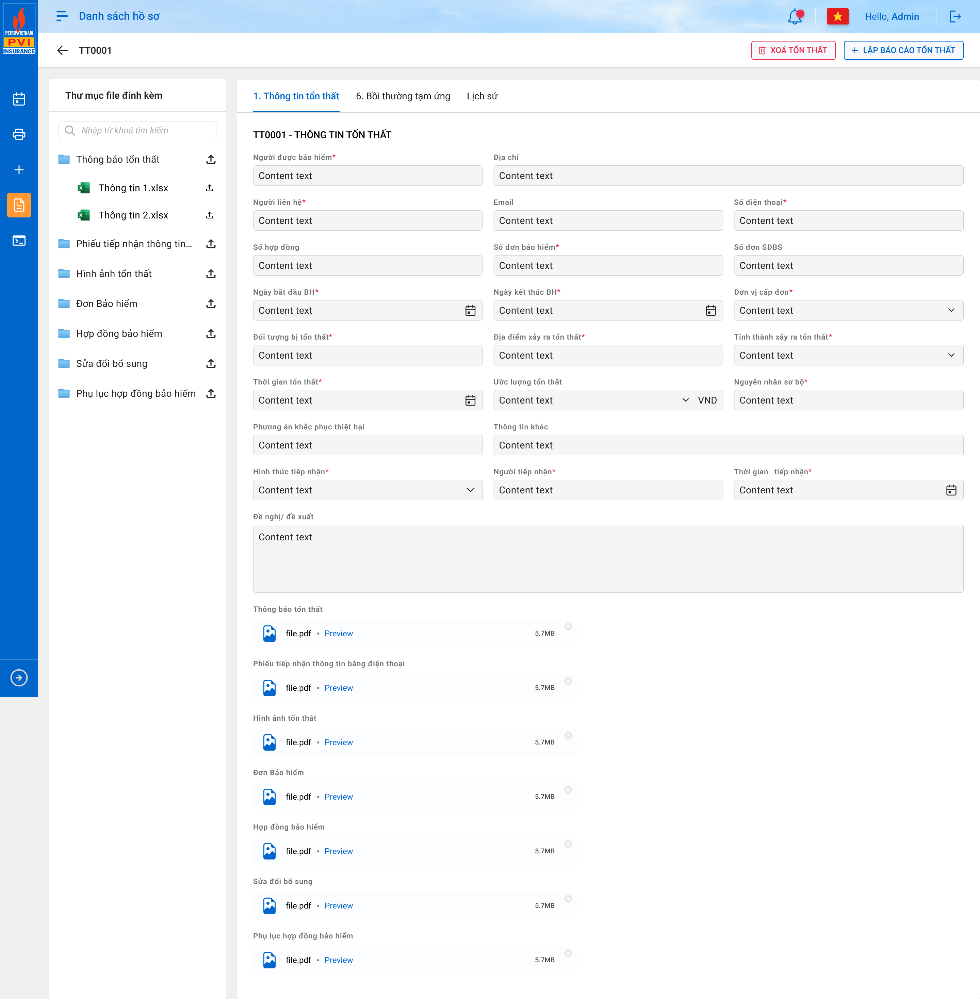 PETROVIETNAM
PVI
INSURANCE
Danh sách hồ sơ
Hello, Admin
TT0001
XOÁ TỔN THẤT
LẬP BÁO CÁO TỔN THẤT
Thư mục file đính kèm
Nhập từ khoá tìm kiếm
Thông báo tổn thất
Thông tin 1.xlsx
Thông tin 2.xlsx
Phiếu tiếp nhận thông tin...
Hình ảnh tổn thất
Đơn Bảo hiểm
Hợp đồng bảo hiểm
Sửa đổi bổ sung
Phụ lục hợp đồng bảo hiểm
1. Thông tin tổn thất
6. Bồi thường tạm ứng
Lịch sử
TT0001 - THÔNG TIN TỔN THẤT
Người được bảo hiểm*
Địa chỉ
Content text
Content text
Người liên hệ*
Email
Số điện thoại*
Content text
Content text
Content text
Số hợp đồng
Số đơn bảo hiểm*
Số đơn SĐBS
Content text
Content text
Content text
Ngày bắt đầu BH*
Ngày kết thúc BH*
Đơn vị cấp đơn*
Content text
Content text
Content text
Đối tượng bị tổn thất*
Địa điểm xảy ra tổn thất*
Tỉnh thành xảy ra tổn thất*
Content text
Content text
Content text
Thời gian tổn thất*
Ước lượng tổn thất
Nguyên nhân sơ bộ*
Content text
Content text
VND
Content text
Phương án khắc phục thiệt hại
Thông tin khác
Content text
Content text
Hình thức tiếp nhận*
Người tiếp nhận*
Thời gian tiếp nhận*
Content text
Content text
Content text
Đề nghị/ đề xuất
Content text
Thông báo tổn thất
file.pdf • Preview
5.7MB
Phiếu tiếp nhận thông tin bằng điện thoại
file.pdf • Preview
5.7MB
Hình ảnh tổn thất
file.pdf • Preview
5.7MB
Đơn Bảo hiểm
file.pdf • Preview
5.7MB
Hợp đồng bảo hiểm
file.pdf • Preview
5.7MB
Sửa đổi bổ sung
file.pdf • Preview
5.7MB
Phụ lục hợp đồng bảo hiểm
file.pdf • Preview
5.7MB